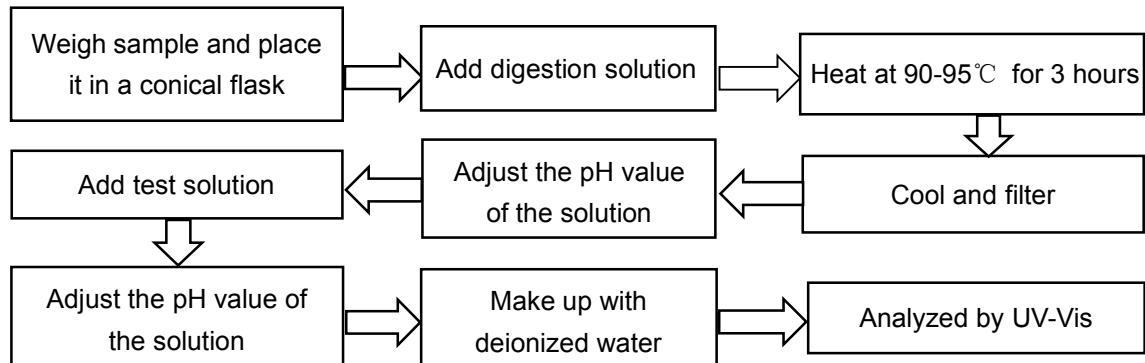 Weigh sample and place
it in a conical flask
Add digestion solution
Heat at 90-95℃ for 3 hours
Cool and filter
Adjust the pH value
of the solution
Add test solution
Adjust the pH value of
the solution
Make up with
deionized water
Analyzed by UV-Vis